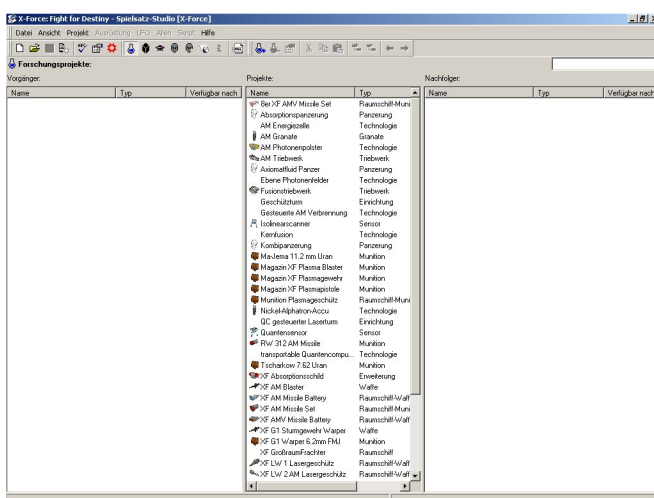 X-Force: Fight for Destiny - Spielsatz-Studio [X-Force]
Datei Ansicht Projekt Ausrüstung UFO Alien Skript Hilfe
Forschungsprojekte:
Vorgänger: Projekte: Nachfolger:
Name Typ Verfügbar nach Name Typ Name Typ Verfügbar nach
8er XF AMV Missile Set Raumschiff-Muni
Absorptionspanzerung Panzerung
AM Energiezelle Technologie
AM Granate Granate
AM Photonenpolster Technologie
AM Triebwerk Triebwerk
Axiomatfluid Panzer Panzerung
Ebene Photonenfelder Technologie
Fusionstriebwerk Triebwerk
Geschützturm Einrichtung
Gesteuerte AM Verbrennung Technologie
Isolinearscanner Sensor
Kernfusion Technologie
Kombipanzerung Panzerung
Ma-Jema 11.2 mm Uran Munition
Magazin XF Plasma Blaster Munition
Magazin XF Plasmagewehr Munition
Magazin XF Plasmapistole Munition
Munition Plasmageschütz Raumschiff-Muni
Nickel-Alphatron-Accu Technologie
QC gesteuerter Laserturm Einrichtung
Quantensensor Sensor
RW 312 AM Missile Munition
transportable Quantencompu... Technologie
Tscharkow 7.62 Uran Munition
XF Absorptionsschild Erweiterung
XF AM Blaster Waffe
XF AM Missile Battery Raumschiff-Waff
XF AM Missile Set Raumschiff-Muni
XF AMV Missile Battery Raumschiff-Waff
XF G1 Sturmgewehr Warper Waffe
XF G1 Warper 6.2mm FMJ Munition
XF GroßraumFrachter Raumschiff
XF LW 1 Lasergeschütz Raumschiff-Waff
XF LW 2 AM Lasergeschütz Raumschiff-Waff